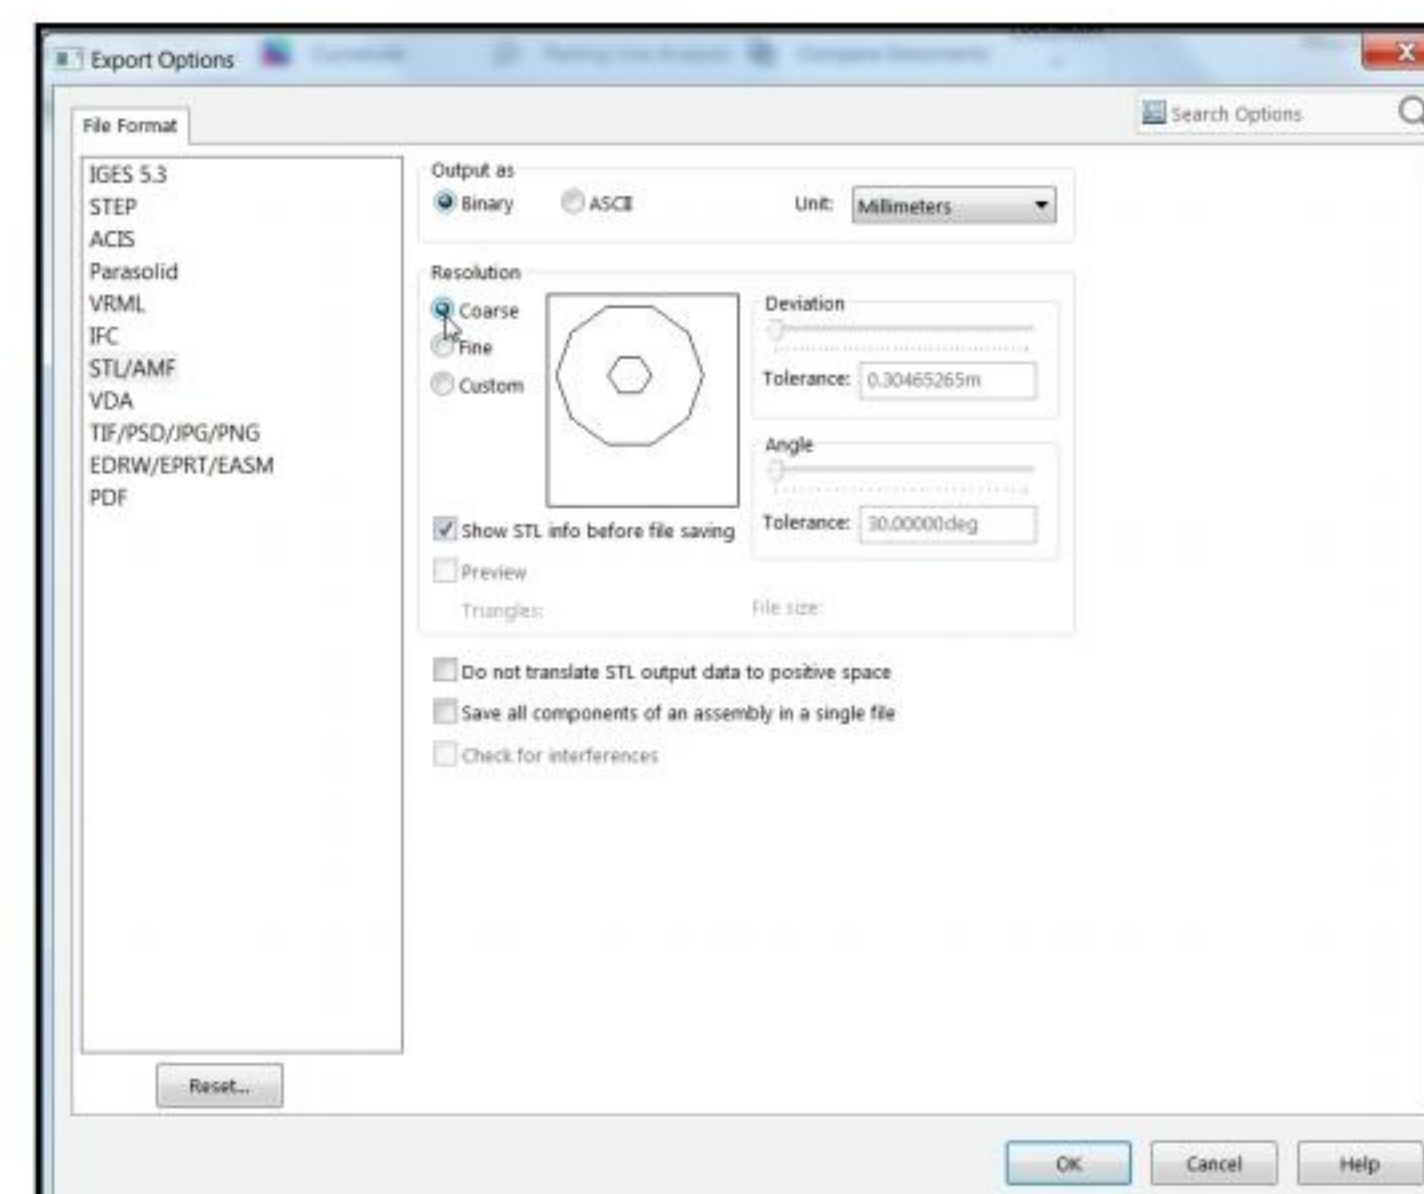 Export Options
Search Options
File Format
IGES 5.3
STEP
ACIS
Parasolid
VRML
IFC
STL/AMF
VDA
TIF/PSD/JPG/PNG
EDRW/EPRT/EASM
PDF
Reset...
Output as
Binary ASCII Unit: Millimeters
Resolution
Coarse
Fine
Custom
Deviation
Tolerance: 0.30465265m
Angle
Tolerance: 30.00000deg
Show STL info before file saving
Preview
Triangles: File size:
Do not translate STL output data to positive space
Save all components of an assembly in a single file
Check for interferences
OK Cancel Help